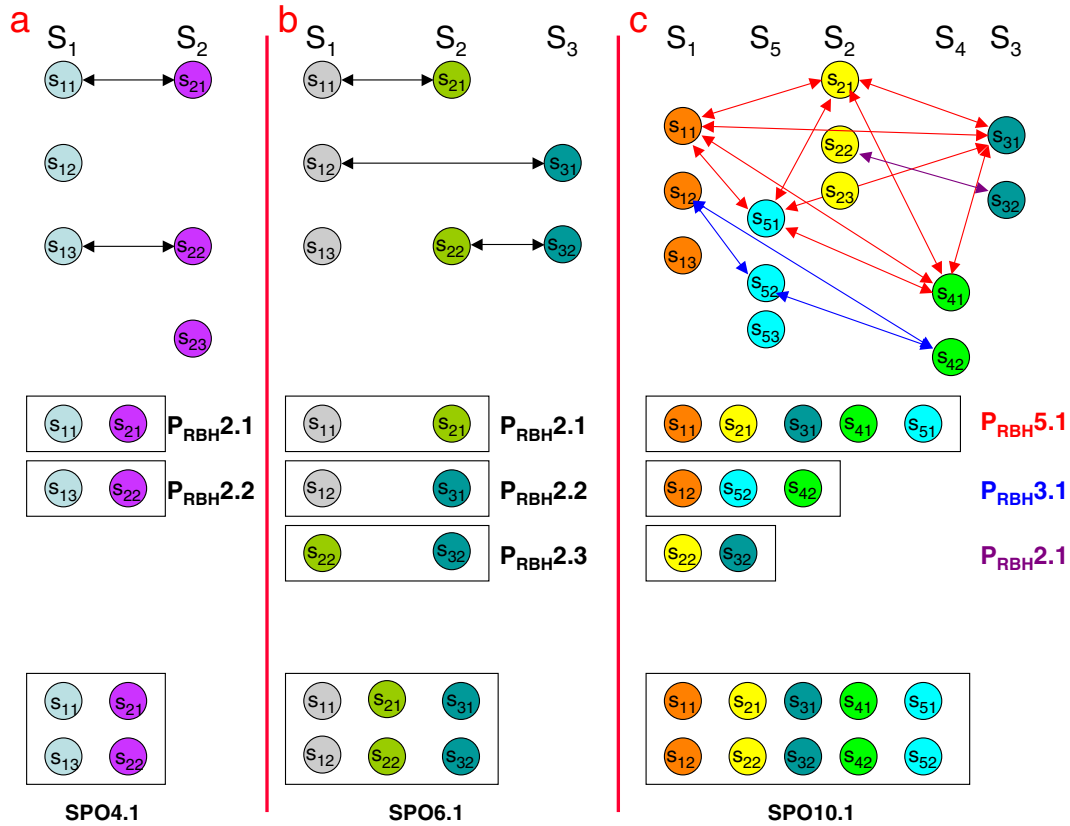 a
S1 S2
s11 s21
s12
s13 s22
s23
s11 s21 PRBH2.1
s13 s22 PRBH2.2
s11 s21
s13 s22
SPO4.1
b
S1 S2 S3
s11 s21
s12 s31
s13 s22 s32
s11 s21 PRBH2.1
s12 s31 PRBH2.2
s22 s32 PRBH2.3
s11 s21 s31
s12 s22 s32
SPO6.1
c
S1 S5 S2 S4 S3
s21
s11 s31
s22
s12 s23 s32
s51
s13
s52 s41
s53
s42
s11 s21 s31 s41 s51 PRBH5.1
s12 s52 s42 PRBH3.1
s22 s32 PRBH2.1
s11 s21 s31 s41 s51
s12 s22 s32 s42 s52
SPO10.1